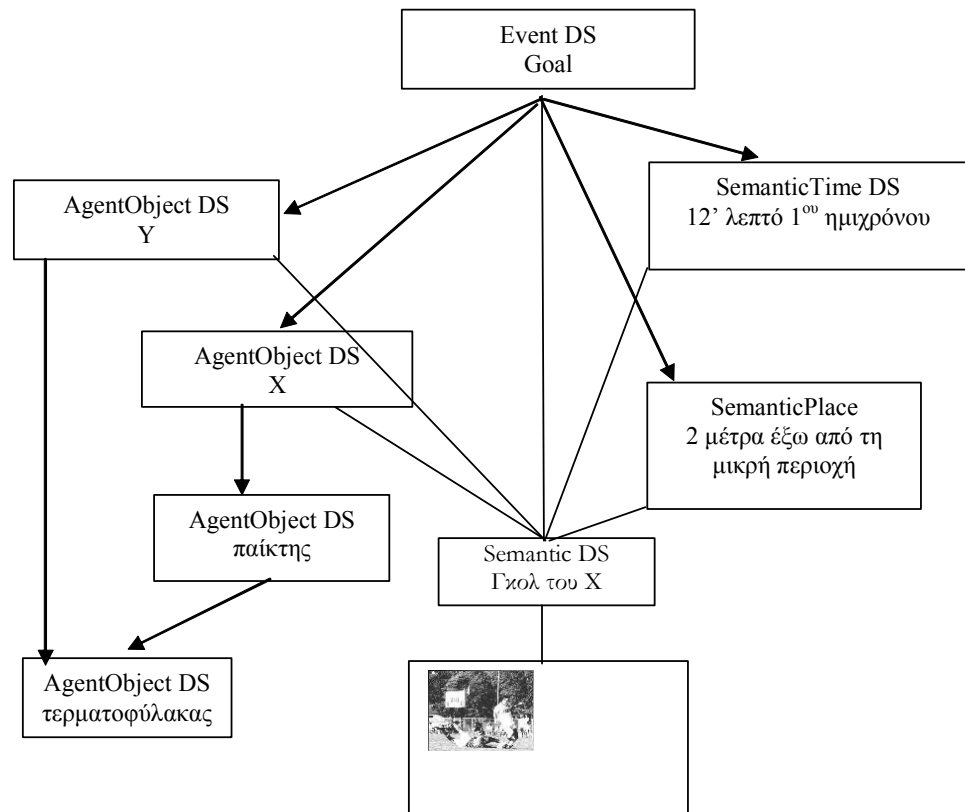 Event DS
Goal
AgentObject DS
Y
SemanticTime DS
12’ λεπτό 1ου ημιχρόνου
AgentObject DS
X
SemanticPlace
2 μέτρα έξω από τη
μικρή περιοχή
AgentObject DS
παίκτης
Semantic DS
Γκολ του Χ
AgentObject DS
τερματοφύλακας